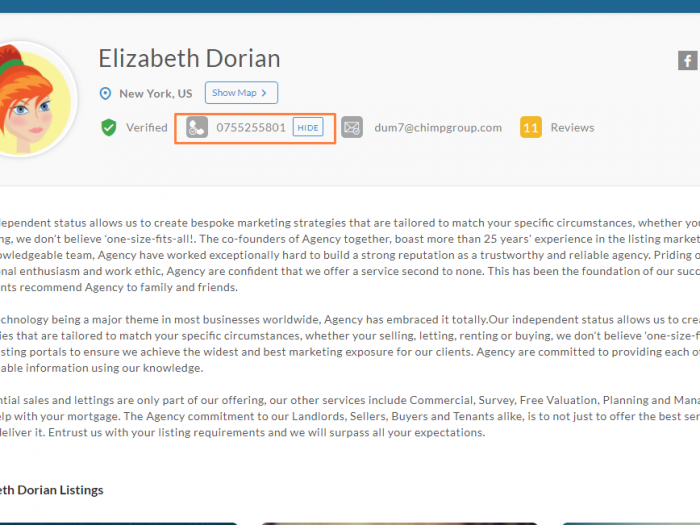 Elizabeth Dorian
f
New York, US Show Map >
Verified 0755255801 HIDE dum7@chimpgroup.com 11 Reviews
dependent status allows us to create bespoke marketing strategies that are tailored to match your specific circumstances, whether you
ng, we don't believe 'one-size-fits-all!. The co-founders of Agency together, boast more than 25 years' experience in the listing market
owledgeable team, Agency have worked exceptionally hard to build a strong reputation as a trustworthy and reliable agency. Priding o
onal enthusiasm and work ethic, Agency are confident that we offer a service second to none. This has been the foundation of our succ
nts recommend Agency to family and friends.
chnology being a major theme in most businesses worldwide, Agency has embraced it totally.Our independent status allows us to crea
ies that are tailored to match your specific circumstances, whether your selling, letting, renting or buying, we don't believe 'one-size-f
sting portals to ensure we achieve the widest and best marketing exposure for our clients. Agency are committed to providing each of
able information using our knowledge.
ntial sales and lettings are only part of our offering, our other services include Commercial, Survey, Free Valuation, Planning and Mana
elp with your mortgage. The Agency commitment to our Landlords, Sellers, Buyers and Tenants alike, is to not just to offer the best ser
deliver it. Entrust us with your listing requirements and we will surpass all your expectations.
eth Dorian Listings